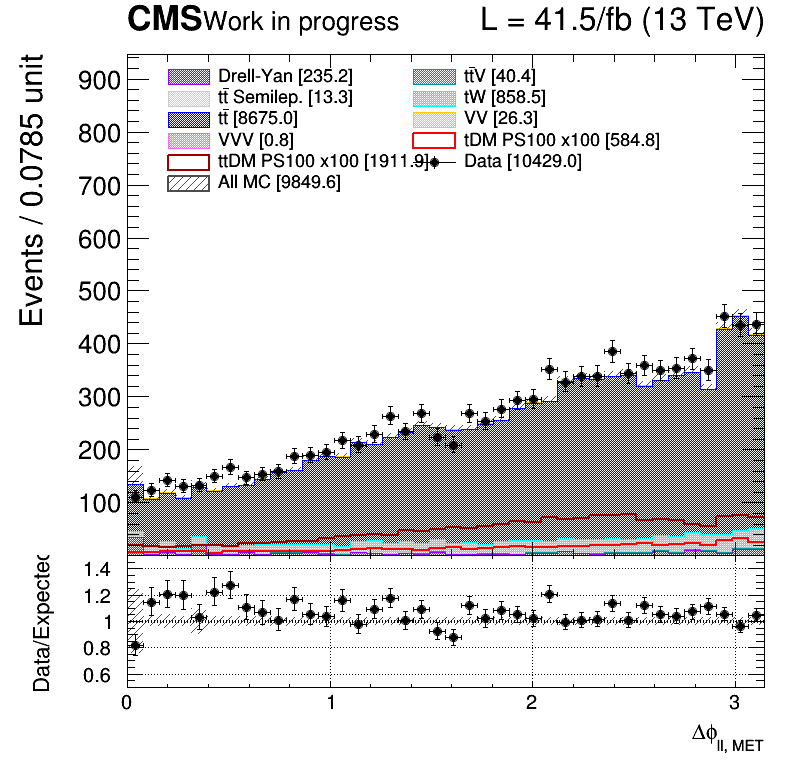 CMS Work in progress L = 41.5/fb (13 TeV)
Events / 0.0785 unit
900
800
700
600
500
400
300
200
100
Drell-Yan [235.2]
tt̄V [40.4]
tt̄ Semilep. [13.3]
tW [858.5]
tt̄ [8675.0]
VV [26.3]
VVV [0.8]
tDM PS100 x100 [584.8]
ttDM PS100 x100 [1911.9]
Data [10429.0]
All MC [9849.6]
Data/Expected
1.4
1.2
1
0.8
0.6
0 1 2 3
Δϕ_{ll, MET}